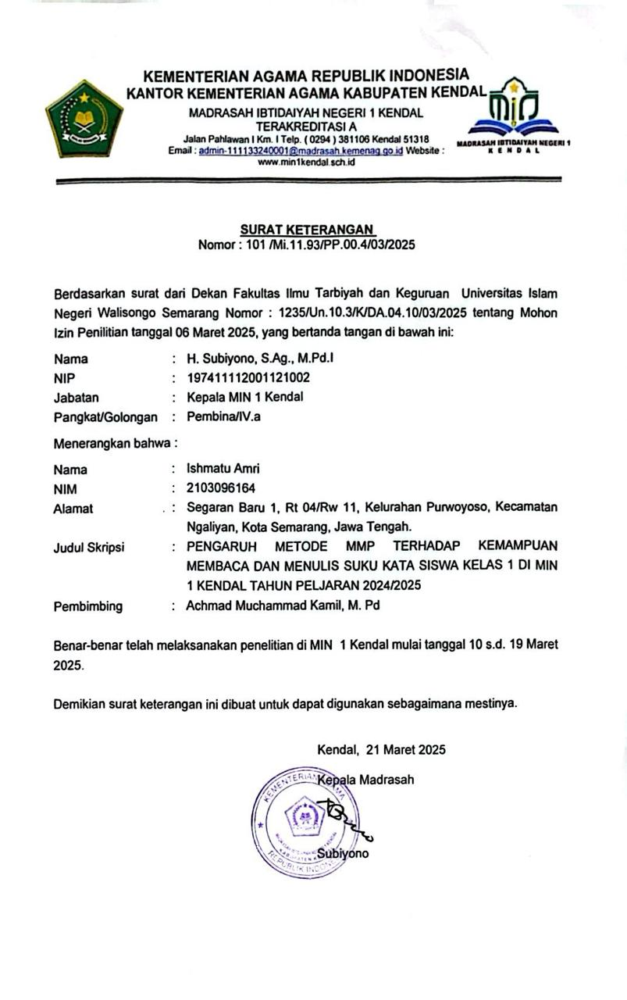 KEMENTERIAN AGAMA REPUBLIK INDONESIA
KANTOR KEMENTERIAN AGAMA KABUPATEN KENDAL
MADRASAH IBTIDAIYAH NEGERI 1 KENDAL
TERAKREDITASI A
Jalan Pahlawan I Km. I Telp. ( 0294 ) 381106 Kendal 51318
Email : admin-111133240001@madrasah.kemenag.go.id Website :
www.min1kendal.sch.id
min
MADRASAH IBTIDAIYAH NEGERI 1
KENDAL
SURAT KETERANGAN
Nomor : 101 /Mi.11.93/PP.00.4/03/2025
Berdasarkan surat dari Dekan Fakultas Ilmu Tarbiyah dan Keguruan Universitas Islam
Negeri Walisongo Semarang Nomor : 1235/Un.10.3/K/DA.04.10/03/2025 tentang Mohon
Izin Penilitian tanggal 06 Maret 2025, yang bertanda tangan di bawah ini:
Nama : H. Subiyono, S.Ag., M.Pd.I
NIP : 197411112001121002
Jabatan : Kepala MIN 1 Kendal
Pangkat/Golongan : Pembina/IV.a
Menerangkan bahwa :
Nama : Ishmatu Amri
NIM : 2103096164
Alamat : Segaran Baru 1, Rt 04/Rw 11, Kelurahan Purwoyoso, Kecamatan
Ngaliyan, Kota Semarang, Jawa Tengah.
Judul Skripsi : PENGARUH METODE MMP TERHADAP KEMAMPUAN
MEMBACA DAN MENULIS SUKU KATA SISWA KELAS 1 DI MIN
1 KENDAL TAHUN PELJARAN 2024/2025
Pembimbing : Achmad Muchammad Kamil, M. Pd
Benar-benar telah melaksanakan penelitian di MIN 1 Kendal mulai tanggal 10 s.d. 19 Maret
2025.
Demikian surat keterangan ini dibuat untuk dapat digunakan sebagaimana mestinya.
Kendal, 21 Maret 2025
Kepala Madrasah
KEMENTERIAN AGAMA
REPUBLIK INDONESIA
Subiyono